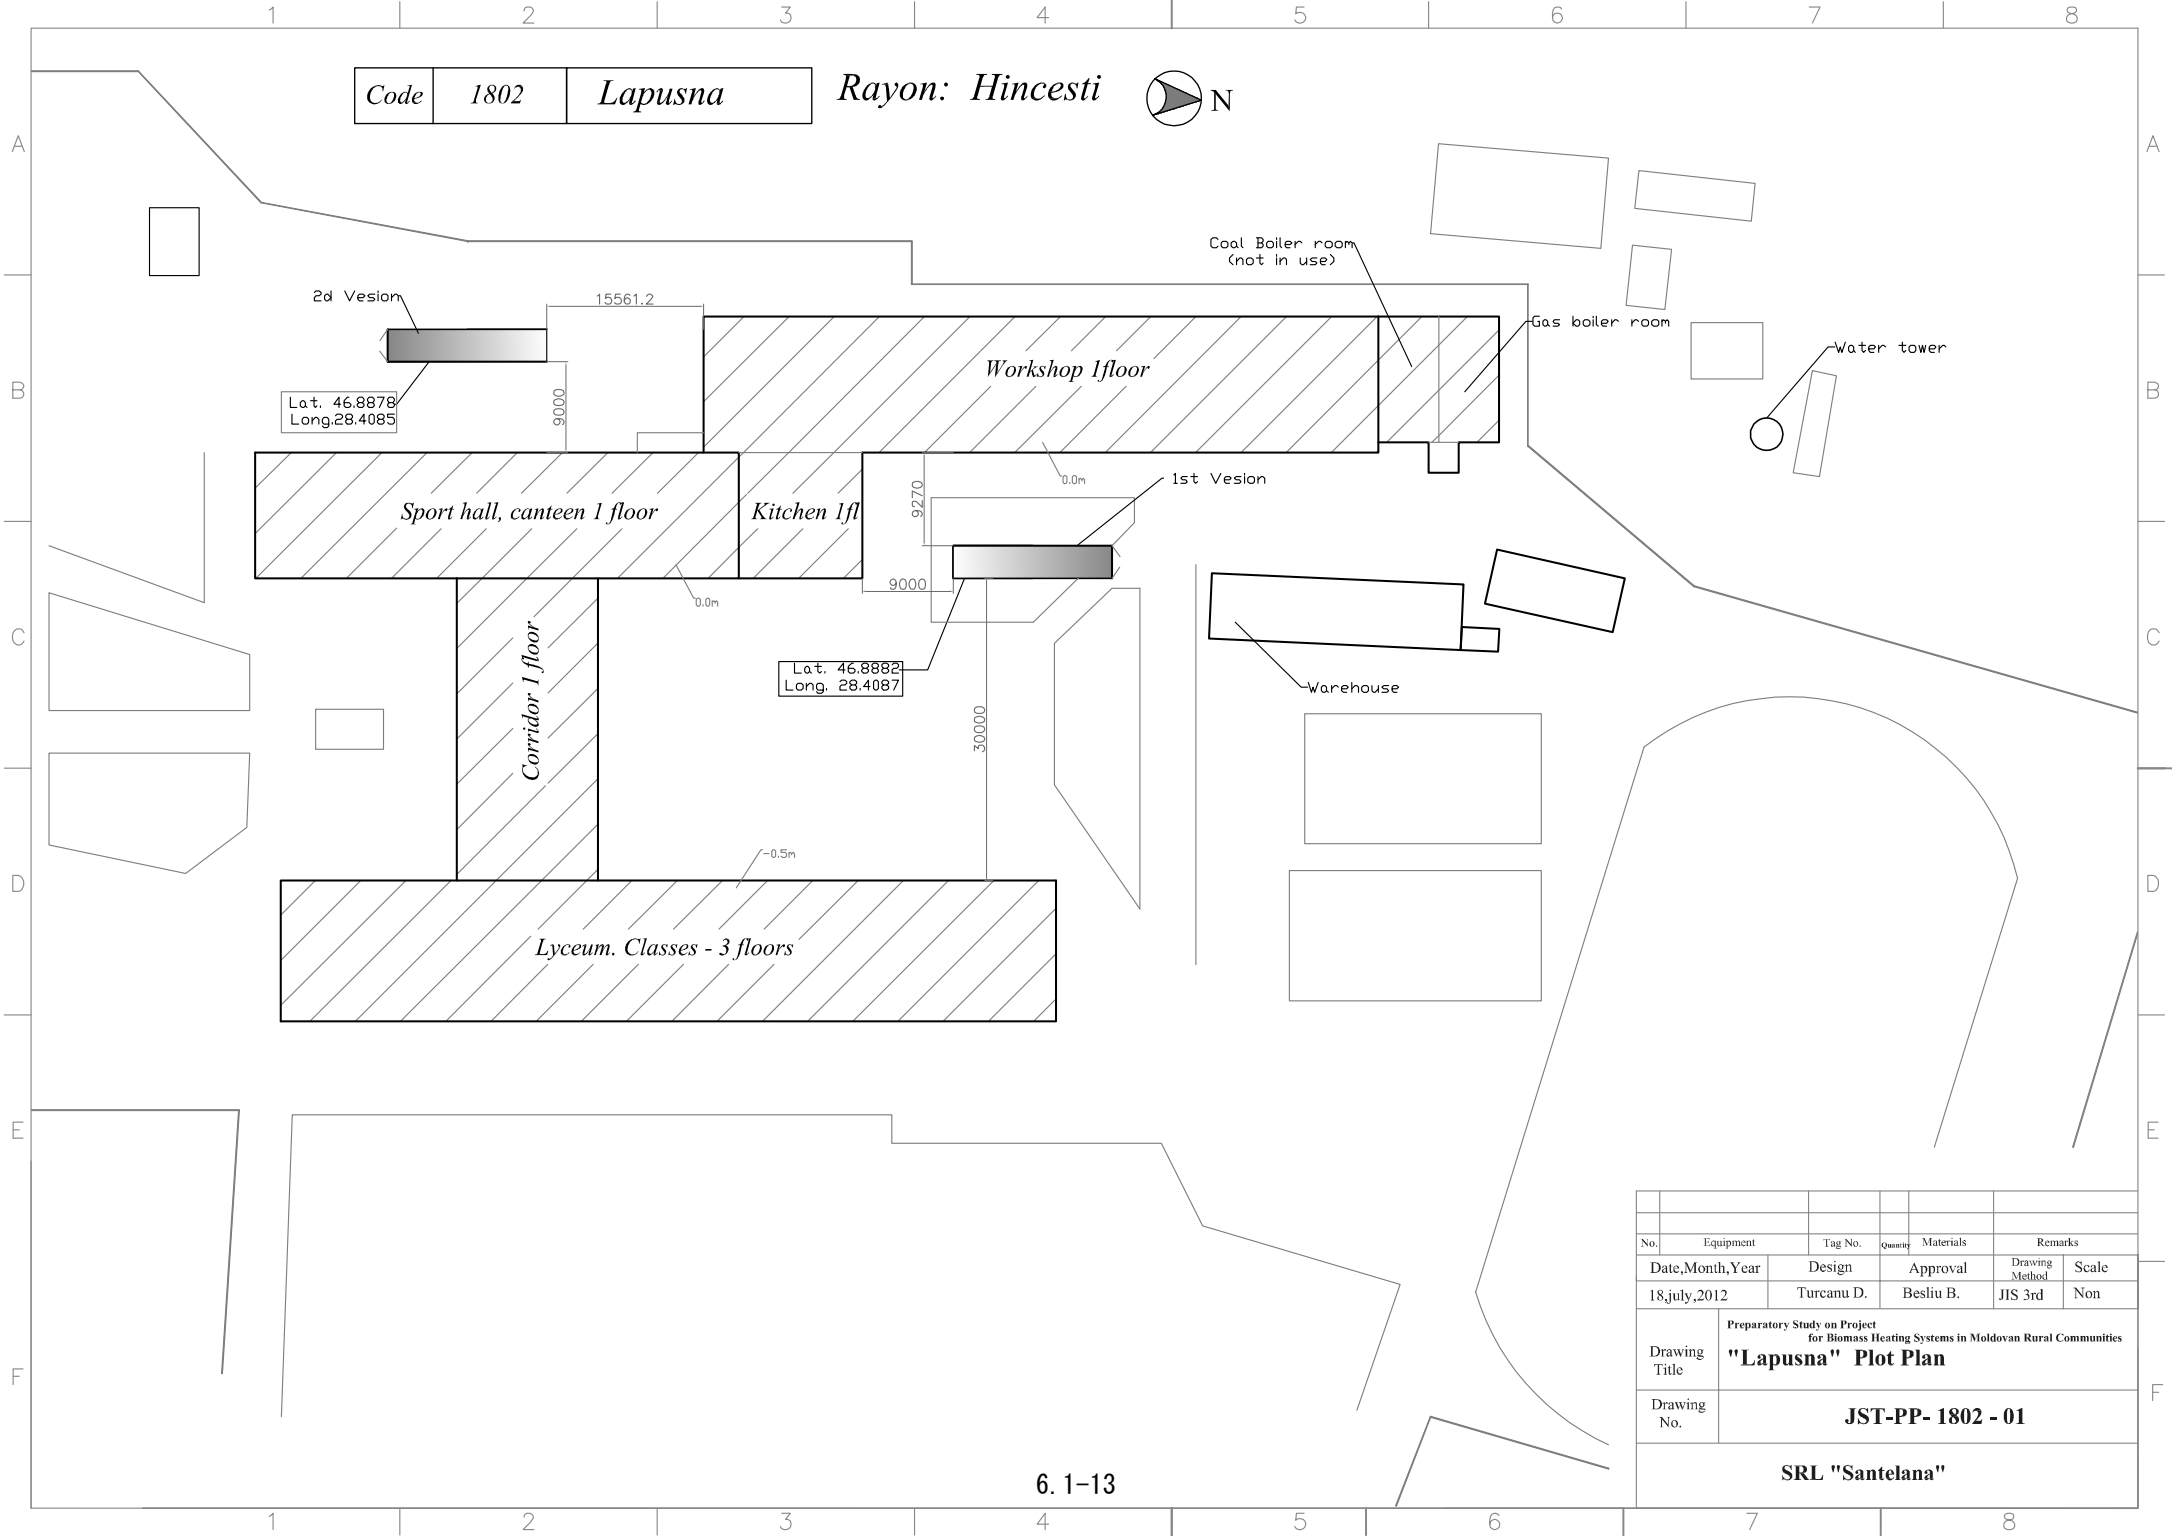 1 2 3 4 5 6 7 8
Code 1802 Lapusna
Rayon: Hincesti
N
A A
Coal Boiler room
(not in use)
2d Vesion
15561.2
Gas boiler room
Water tower
Workshop 1floor
B B
9000
Lat. 46.8878
Long.28.4085
0.0m
1st Vesion
9270
Sport hall, canteen 1 floor
Kitchen 1fl
9000
0.0m
C C
Corridor 1 floor
Lat. 46.8882
Long. 28.4087
Warehouse
30000
-0.5m
D D
Lyceum. Classes - 3 floors
E E
No. Equipment Tag No. Quantity Materials Remarks
Date,Month,Year Design Approval Drawing Method Scale
18,july,2012 Turcanu D. Besliu B. JIS 3rd Non
Drawing
Title
Preparatory Study on Project
for Biomass Heating Systems in Moldovan Rural Communities
"Lapusna" Plot Plan
F F
Drawing
No.
JST-PP- 1802 - 01
SRL "Santelana"
6. 1-13
1 2 3 4 5 6 7 8